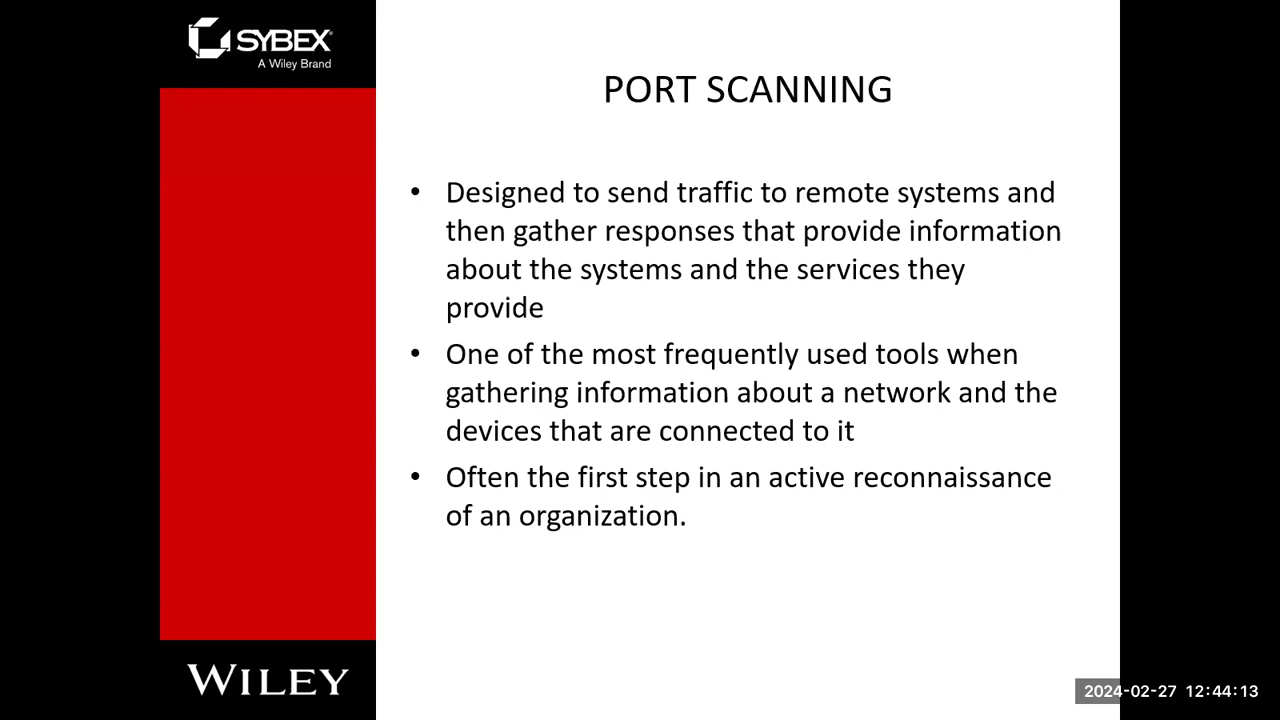 SYBEX
A Wiley Brand
PORT SCANNING
• Designed to send traffic to remote systems and
then gather responses that provide information
about the systems and the services they
provide
• One of the most frequently used tools when
gathering information about a network and the
devices that are connected to it
• Often the first step in an active reconnaissance
of an organization.
WILEY
2024-02-27 12:44:13